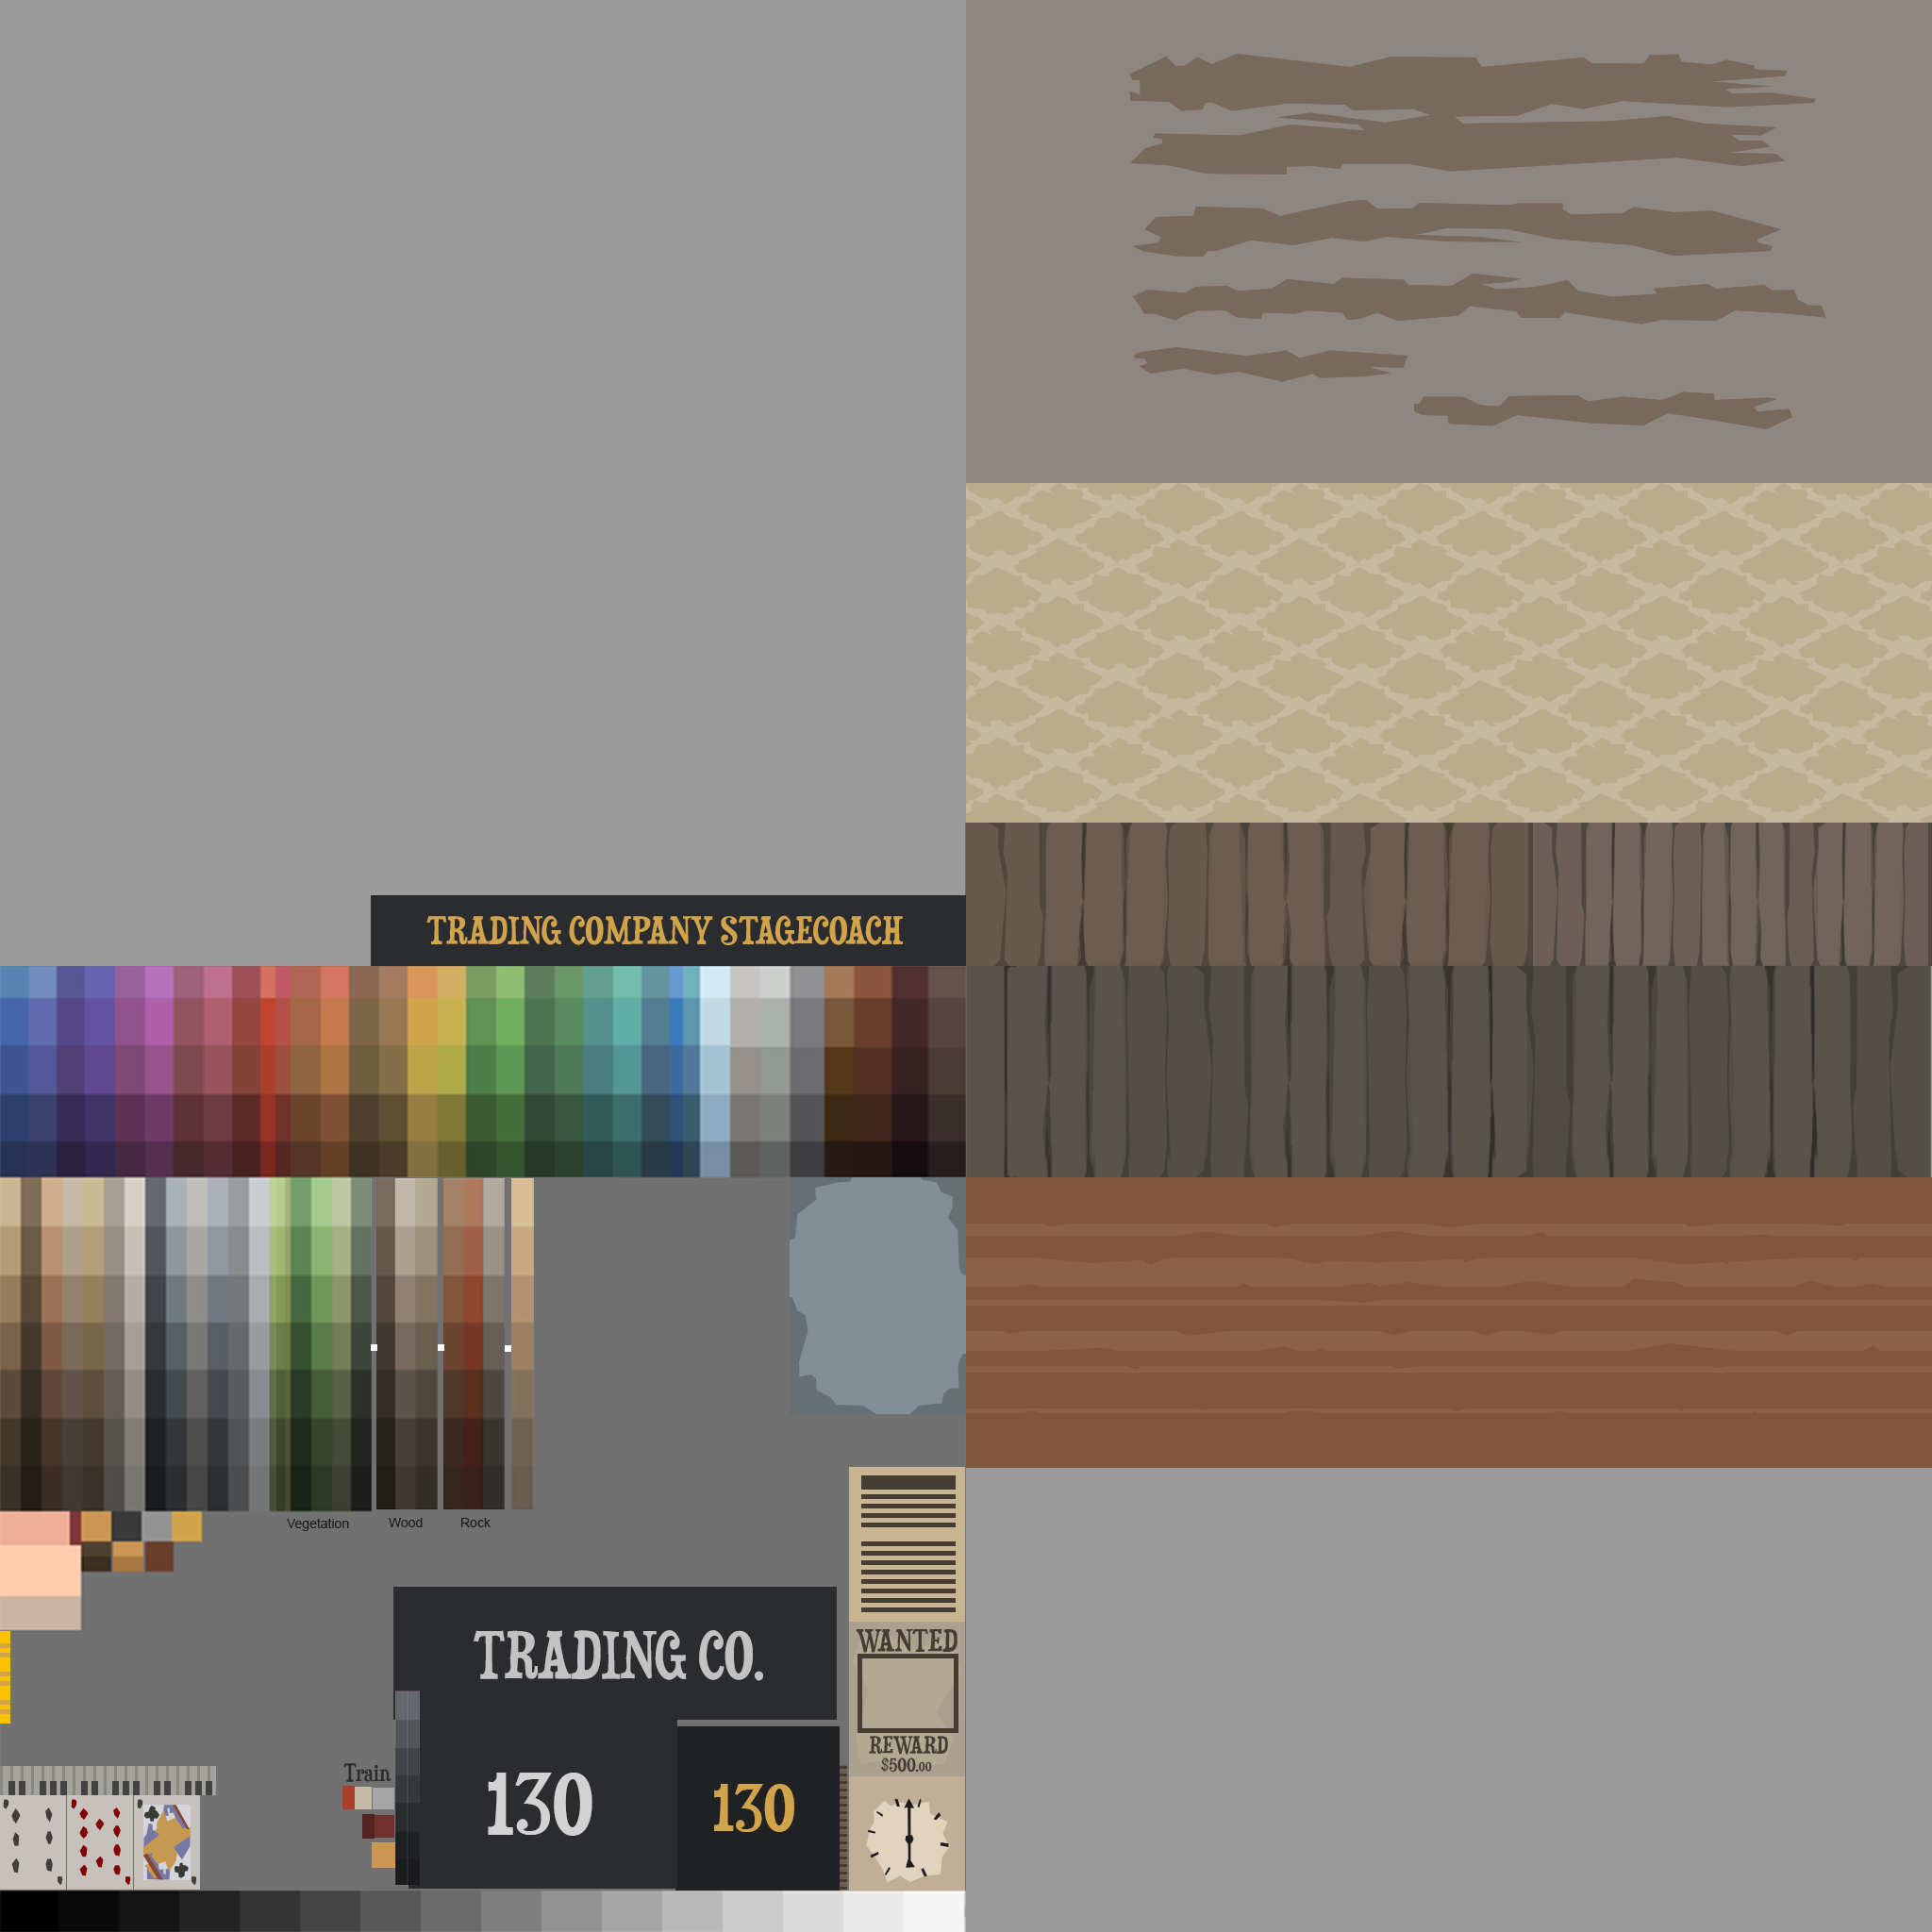 TRADING COMPANY STAGECOACH
Vegetation
Wood
Rock
TRADING CO.
WANTED
REWARD
$500.00
Train
130
130